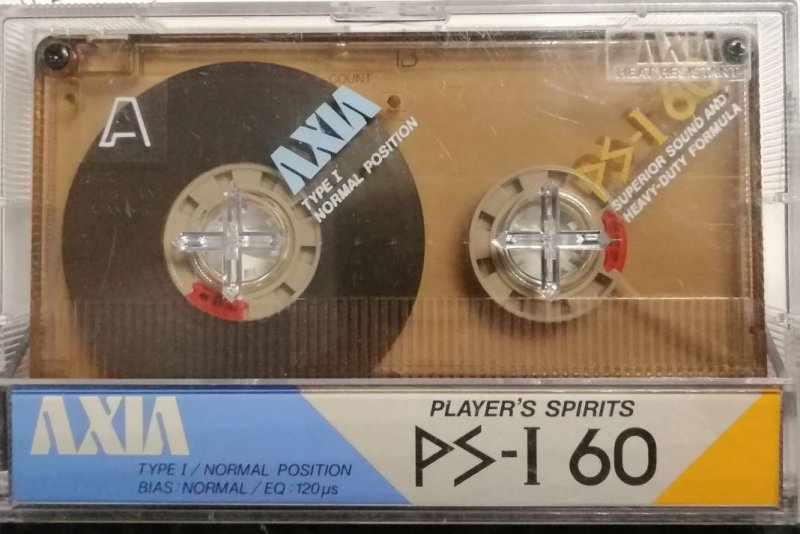 B
COUNT
A
AXIA
TYPE I
NORMAL POSITION
AXIA
HEAT RESISTANT
PS-I 60
SUPERIOR SOUND AND
HEAVY-DUTY FORMULA
AXIA
TYPE I / NORMAL POSITION
BIAS : NORMAL / EQ : 120μs
PLAYER'S SPIRITS
PS-I 60